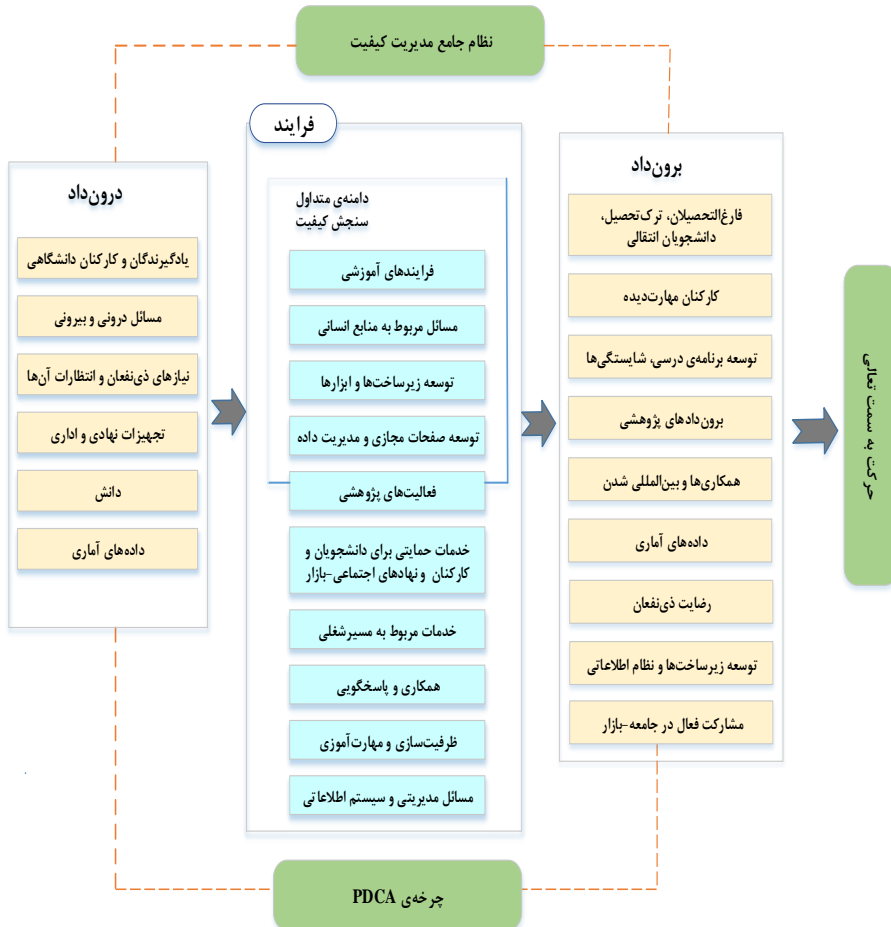 نظام جامع مدیریت کیفیت
درون‌داد
یادگیرندگان و کارکنان دانشگاهی
مسائل درونی و بیرونی
نیازهای ذی‌نفعان و انتظارات آن‌ها
تجهیزات نهادی و اداری
دانش
داده‌های آماری
فرایند
دامنه‌ی متداول
سنجش کیفیت
فرایندهای آموزشی
مسائل مربوط به منابع انسانی
توسعه زیرساخت‌ها و ابزارها
توسعه صفحات مجازی و مدیریت داده
فعالیت‌های پژوهشی
خدمات حمایتی برای دانشجویان و
کارکنان و نهادهای اجتماعی-بازار
خدمات مربوط به مسیرشغلی
همکاری و پاسخگویی
ظرفیت‌سازی و مهارت‌آموزی
مسائل مدیریتی و سیستم اطلاعاتی
برون‌داد
فارغ‌التحصیلان، ترک‌تحصیل،
دانشجویان انتقالی
کارکنان مهارت‌دیده
توسعه برنامه‌ی درسی، شایستگی‌ها
برون‌دادهای پژوهشی
همکاری‌ها و بین‌المللی شدن
داده‌های آماری
رضایت ذی‌نفعان
توسعه زیرساخت‌ها و نظام اطلاعاتی
مشارکت فعال در جامعه-بازار
حرکت به سمت تعالی
چرخه‌ی PDCA